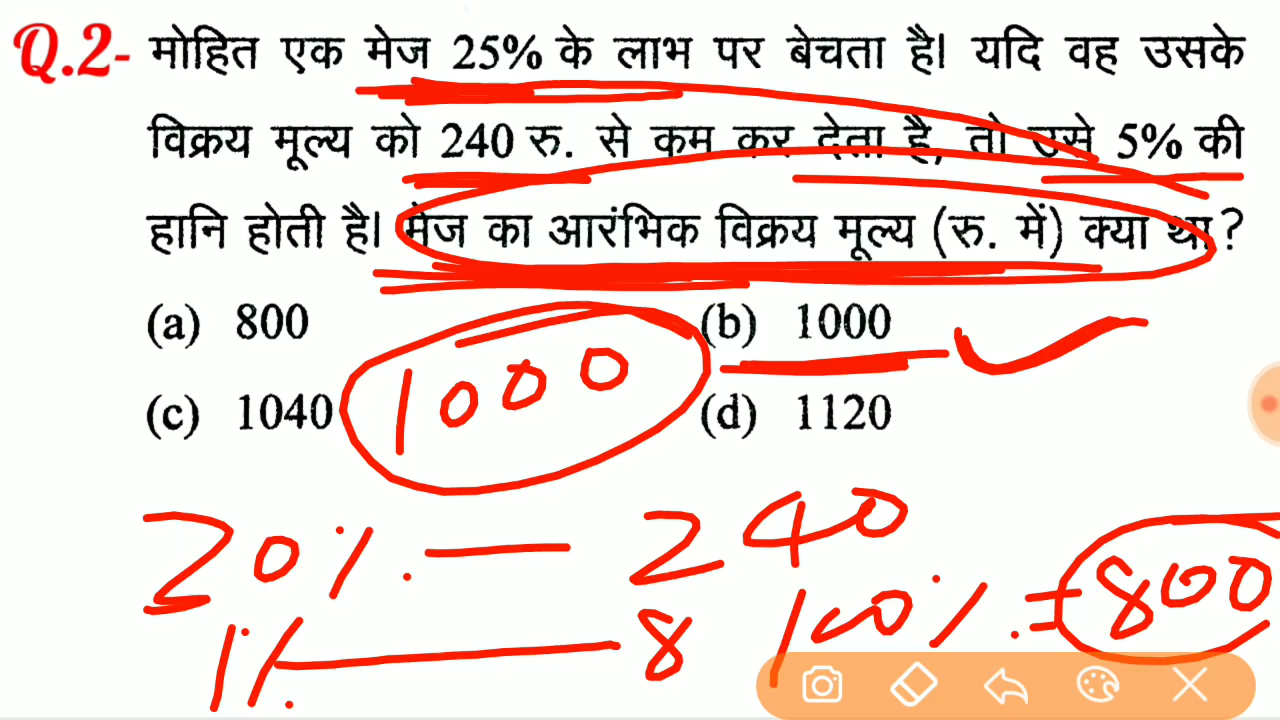 Q.2- मोहित एक मेज 25% के लाभ पर बेचता है। यदि वह उसके
विक्रय मूल्य को 240 रु. से कम कर देता है, तो उसे 5% की
हानि होती है। मेज का आरंभिक विक्रय मूल्य (रु. में) क्या था?
(a) 800 (b) 1000
(c) 1040 (d) 1120
1000
20%. — 240
1%. — 8 100%. = 800